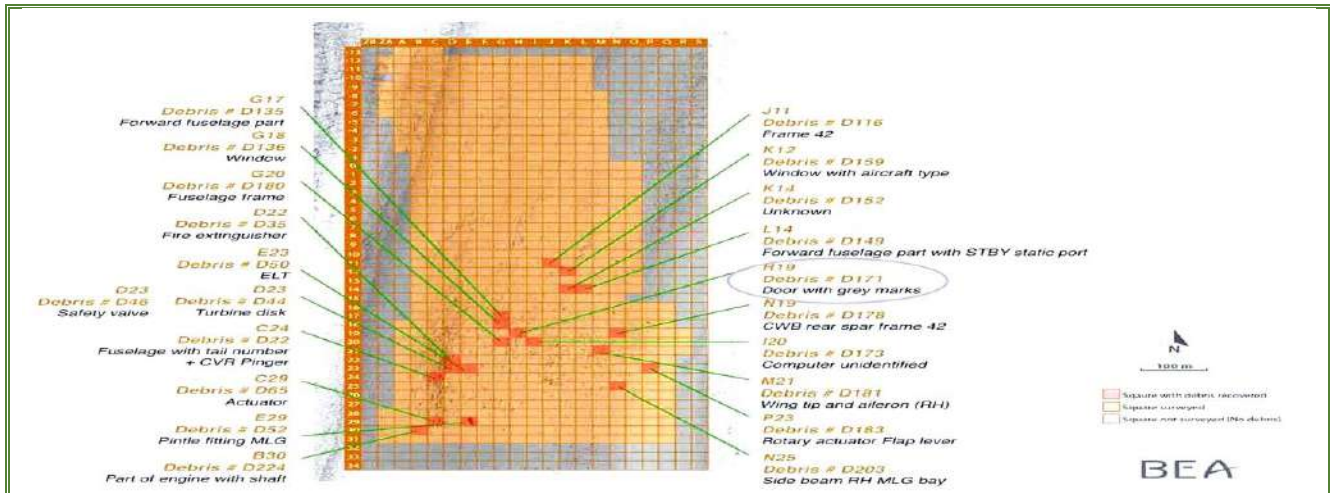 G17
Debris # D135
Forward fuselage part
G18
Debris # D136
Window
G20
Debris # D180
Fuselage frame
D22
Debris # D35
Fire extinguisher
E23
Debris # D50
ELT
D23
Debris # D48
Safety valve
D23
Debris # D44
Turbine disk
C24
Debris # D22
Fuselage with tail number
+ CVR Pinger
C29
Debris # D65
Actuator
E29
Debris # D52
Pintle fitting MLG
B30
Debris # D224
Part of engine with shaft
J11
Debris # D116
Frame 42
K12
Debris # D159
Window with aircraft type
K14
Debris # D152
Unknown
L14
Debris # D149
Forward fuselage part with STBY static port
Debris # D171
Door with grey marks
N19
Debris # D178
CWB rear spar frame 42
I20
Debris # D173
Computer unidentified
M21
Debris # D181
Wing tip and aileron (RH)
P23
Debris # D183
Rotary actuator Flap lever
N25
Debris # D203
Side beam RH MLG bay
N
100 m
Square with debris recovered
Square surveyed
Square not surveyed (No debris)
BEA